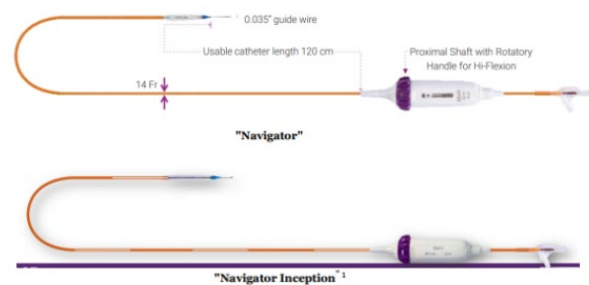 0.035" guide wire
Usable catheter length 120 cm
Proximal Shaft with Rotatory
Handle for Hi-Flexion
14 Fr
"Navigator"
"Navigator Inception" 1